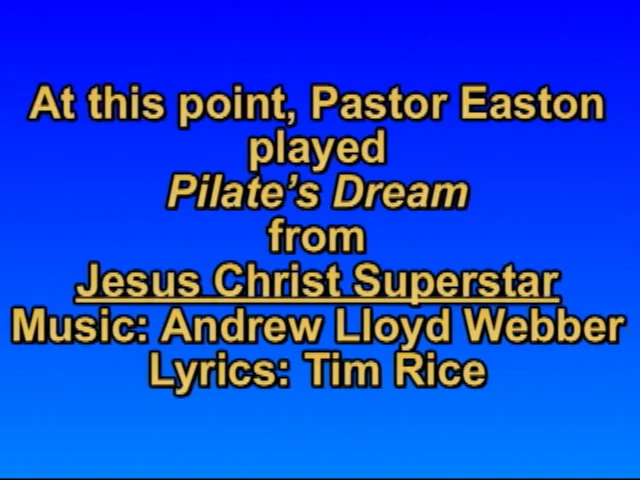 At this point, Pastor Easton
played
Pilate’s Dream
from
Jesus Christ Superstar
Music: Andrew Lloyd Webber
Lyrics: Tim Rice